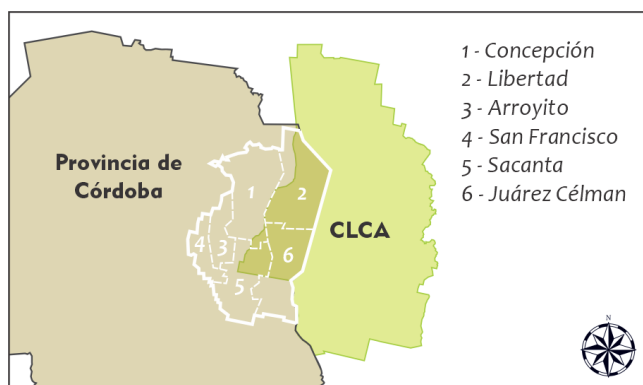 1 - Concepción
2 - Libertad
3 - Arroyito
4 - San Francisco
5 - Sacanta
6 - Juárez Célman
Provincia de
Córdoba
CLCA
1
2
3
4
5
6
N